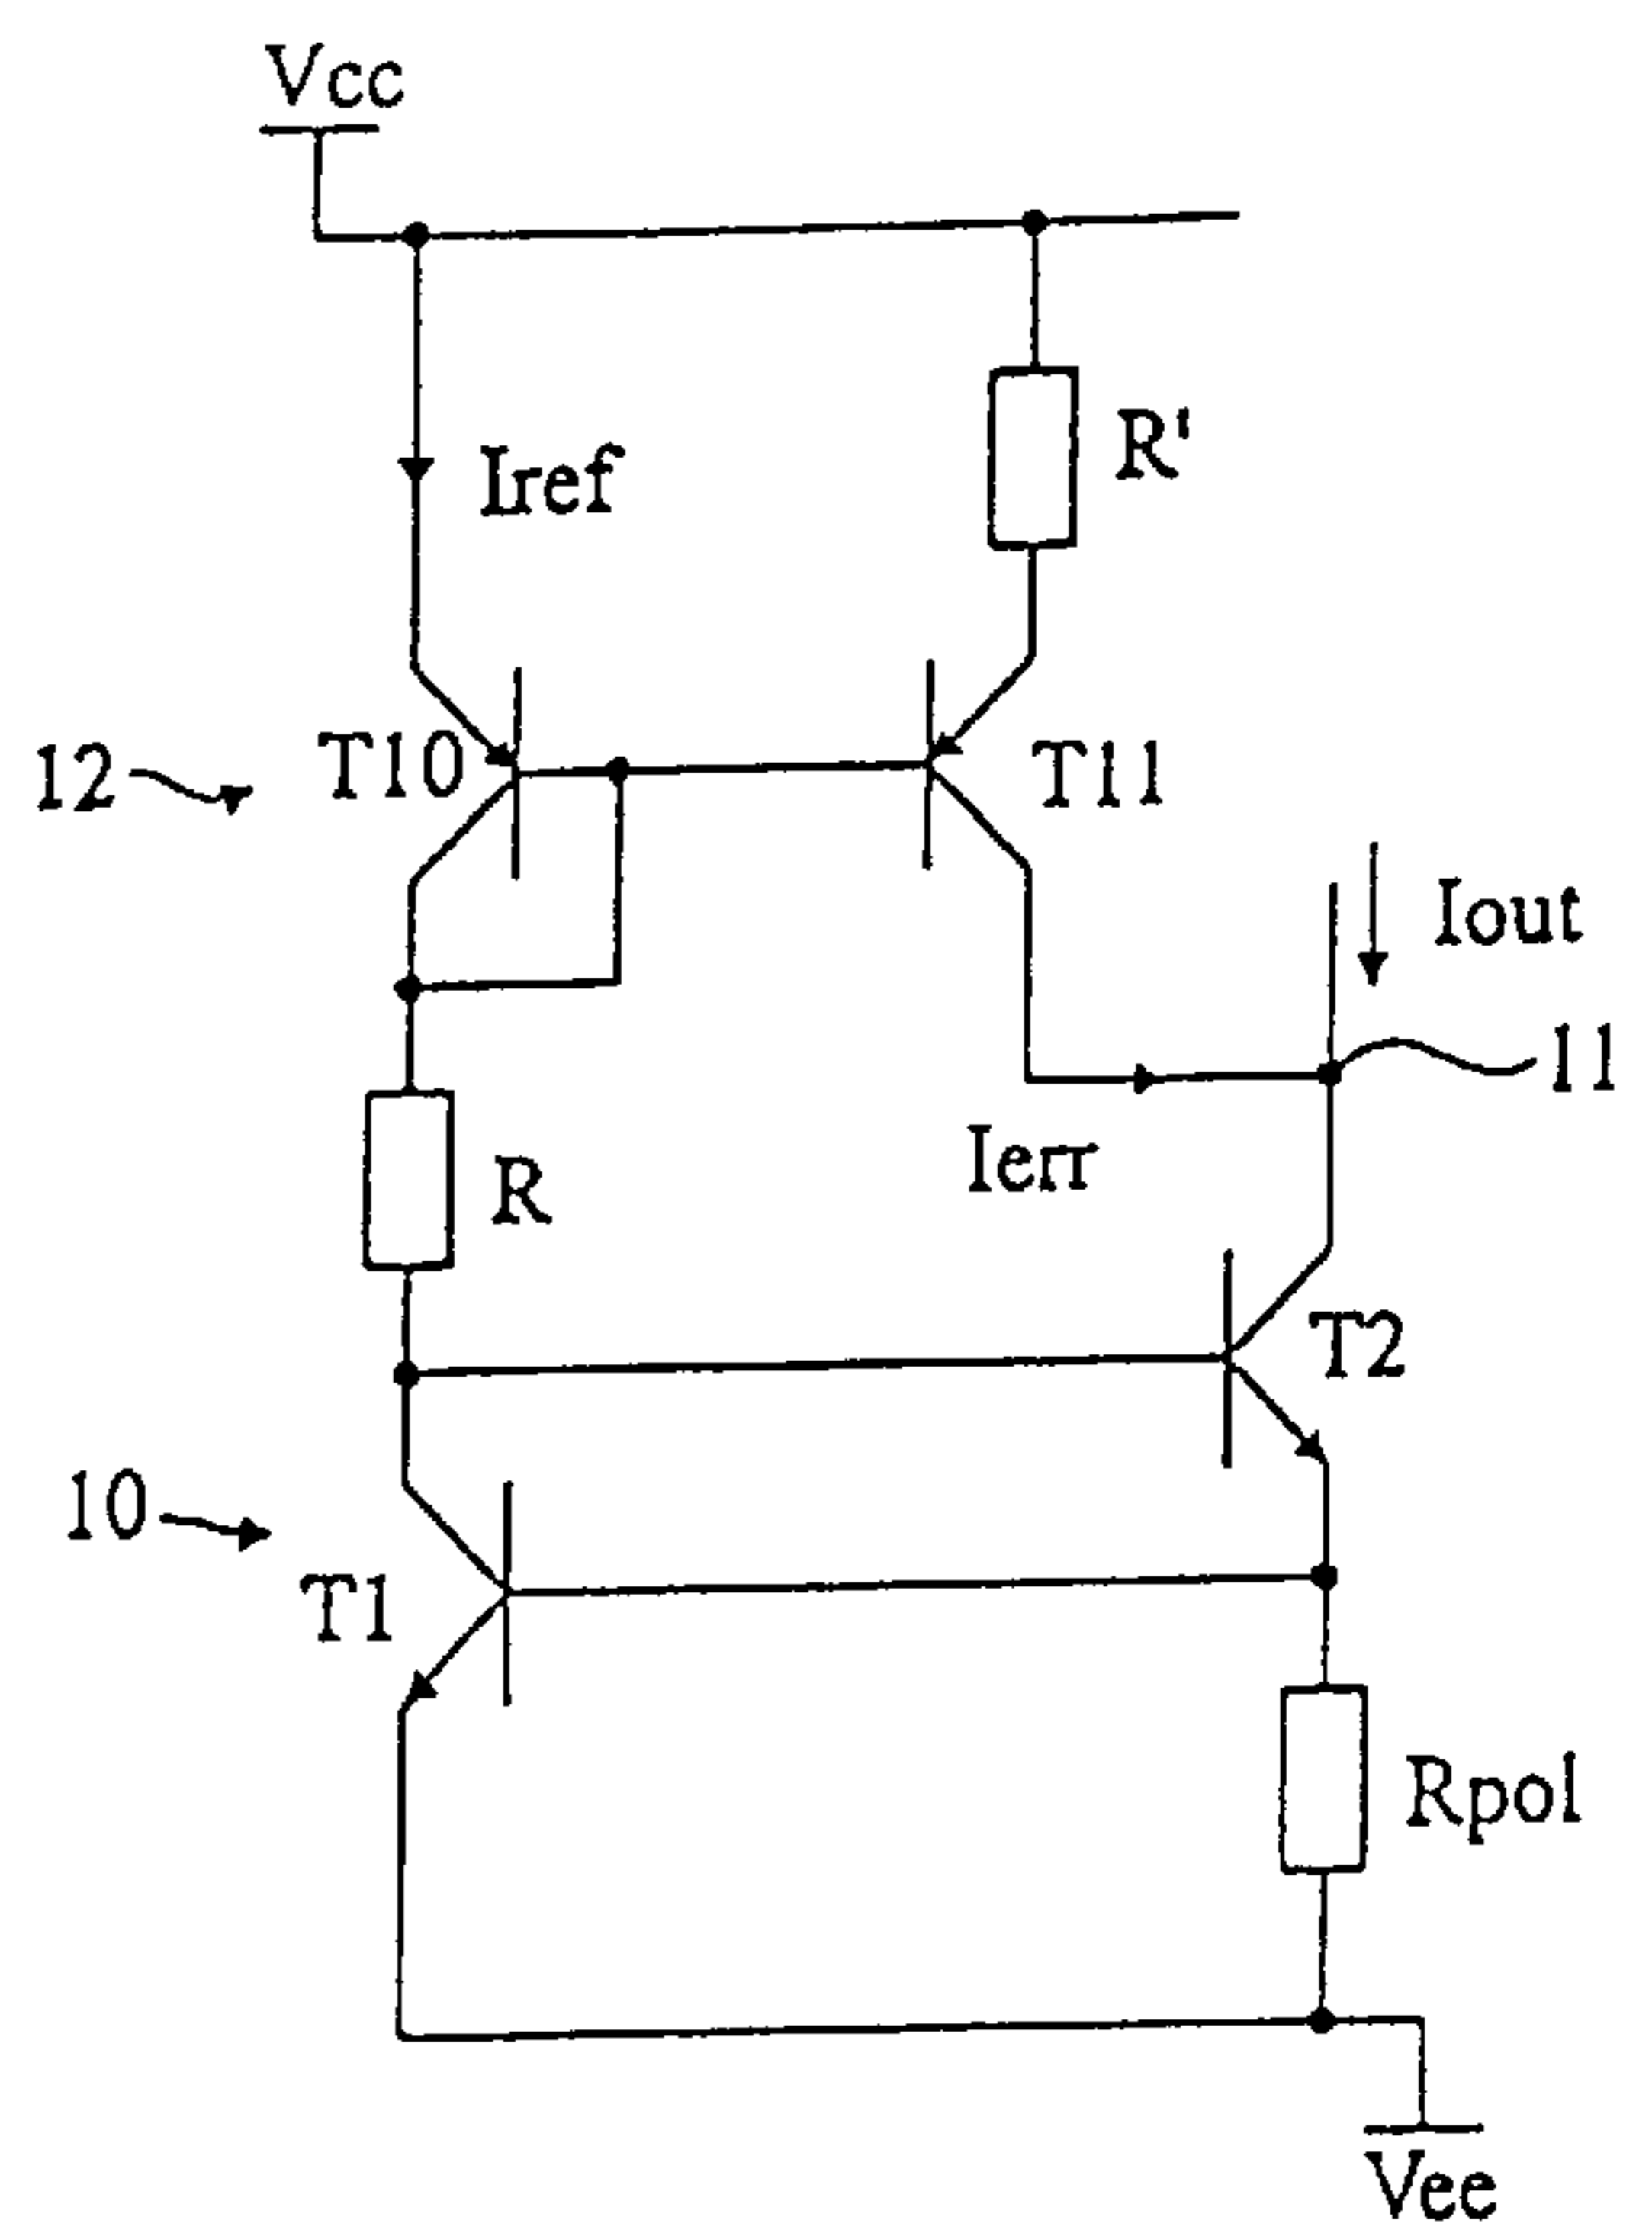 Vcc
Iref
R'
12
T10
T11
Iout
11
Ierr
R
T2
10
T1
Rpol
Vee